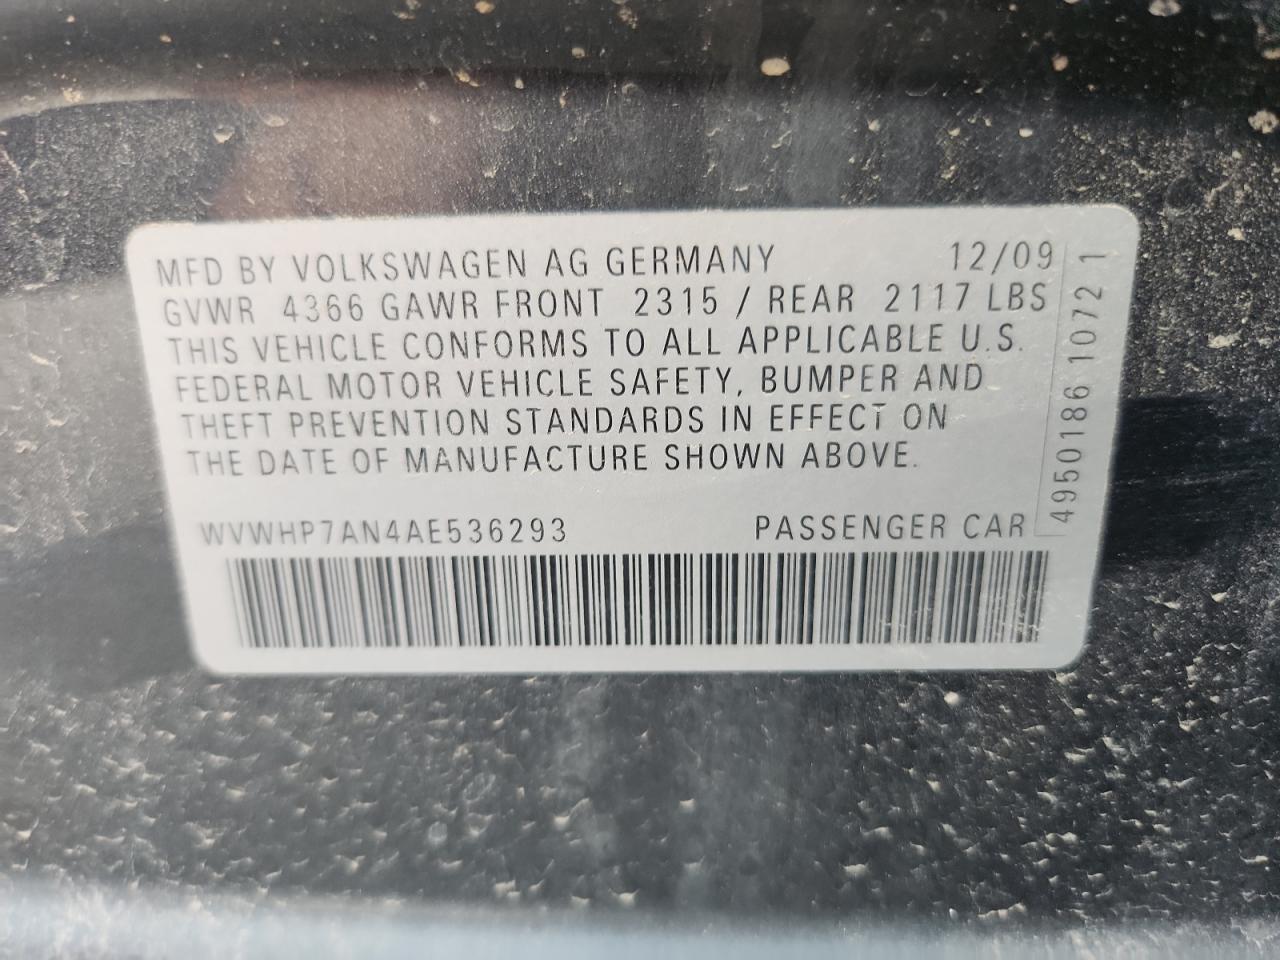 MFD BY VOLKSWAGEN AG GERMANY 12/09
GVWR 4366 GAWR FRONT 2315 / REAR 2117 LBS
THIS VEHICLE CONFORMS TO ALL APPLICABLE U.S.
FEDERAL MOTOR VEHICLE SAFETY, BUMPER AND
THEFT PREVENTION STANDARDS IN EFFECT ON
THE DATE OF MANUFACTURE SHOWN ABOVE.
WVWHP7AN4AE536293 PASSENGER CAR
4950186 1072 1